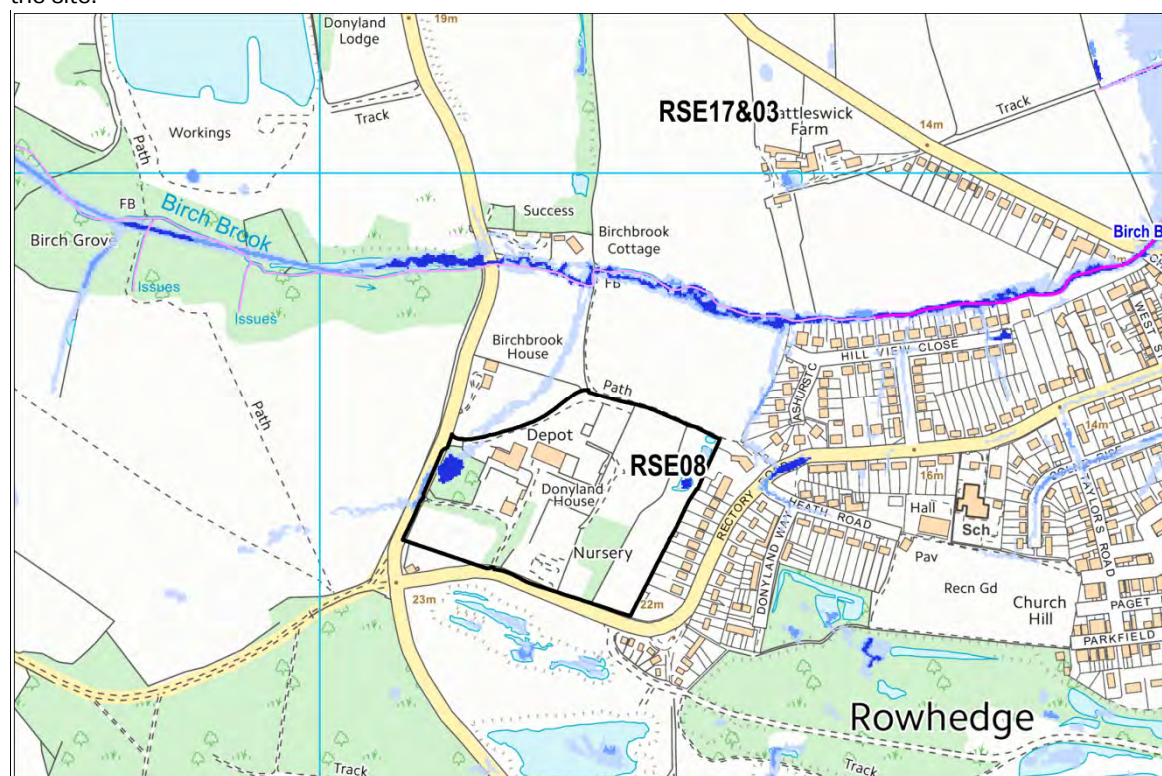 the site.
19m
Donyland
Lodge
Workings
Track
Path
RSE17&03
attleswick
Farm
Track
14m
FB
Birch Brook
Birch Grove
Success
Birchbrook
Cottage
FB
Birch B
Issues
Issues
HILL VIEW CLOSE
WEST ST
ASHURST C
Birchbrook
House
Path
Path
14m
Depot
RSE08
Donyland
House
Nursery
RECTORY
HEATH ROAD
DONYLAND WAY
16m
Hall
Sch
TAYLORS ROAD
Pav
Recn Gd
Church
Hill
PAGET
PARKFIELD
23m
22m
Rowhedge
Track
Track